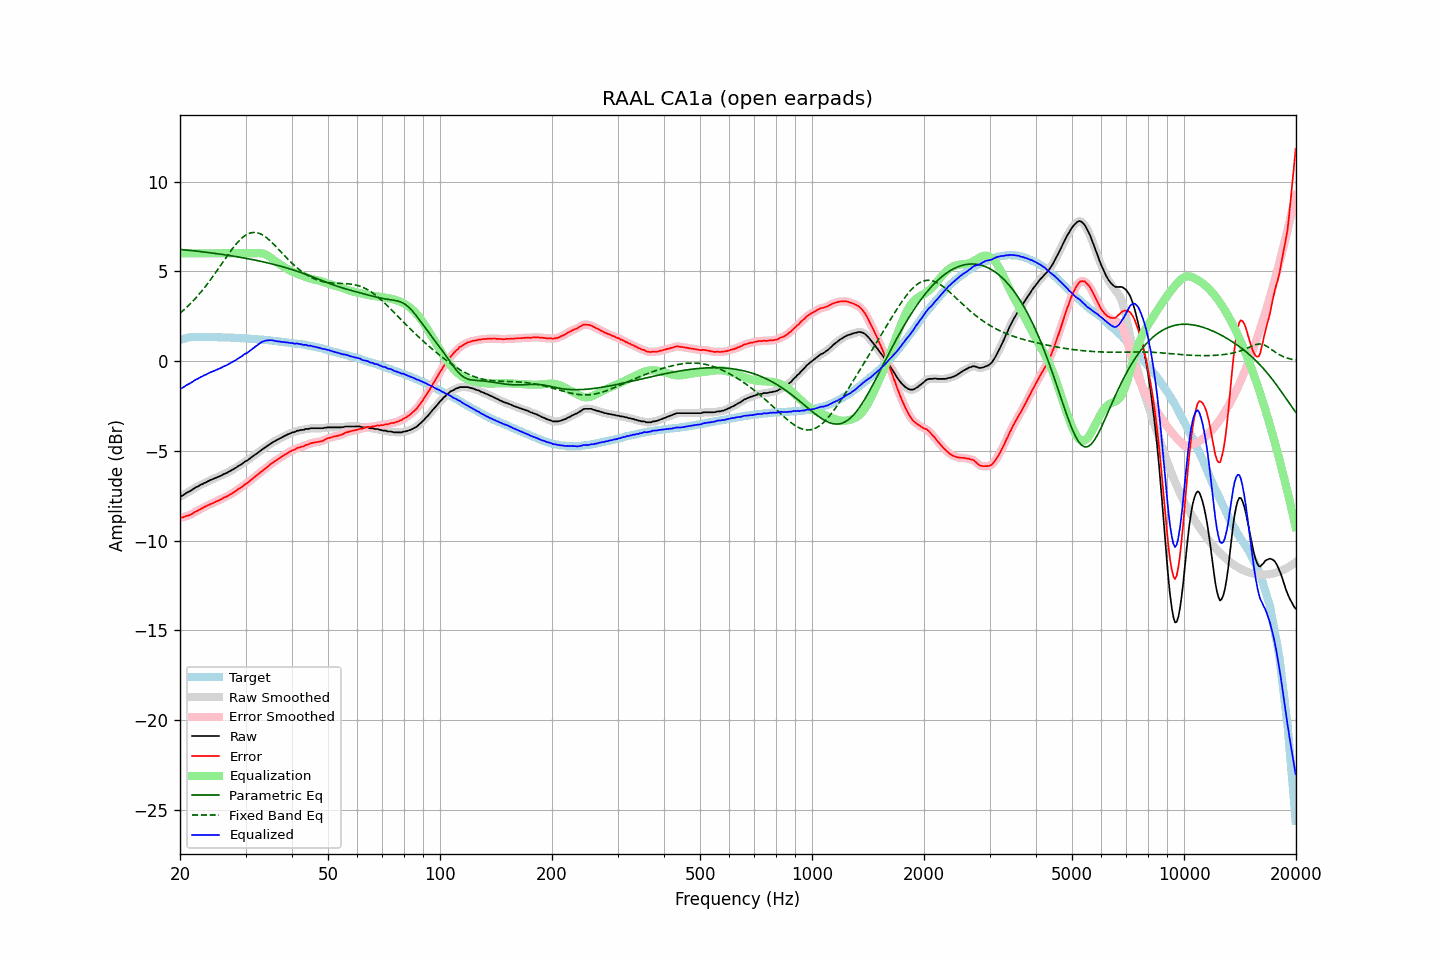 RAAL CA1a (open earpads)
Amplitude (dBr)
10
5
0
−5
−10
−15
−20
−25
Target
Raw Smoothed
Error Smoothed
Raw
Error
Equalization
Parametric Eq
Fixed Band Eq
Equalized
20 50 100 200 500 1000 2000 5000 10000 20000
Frequency (Hz)